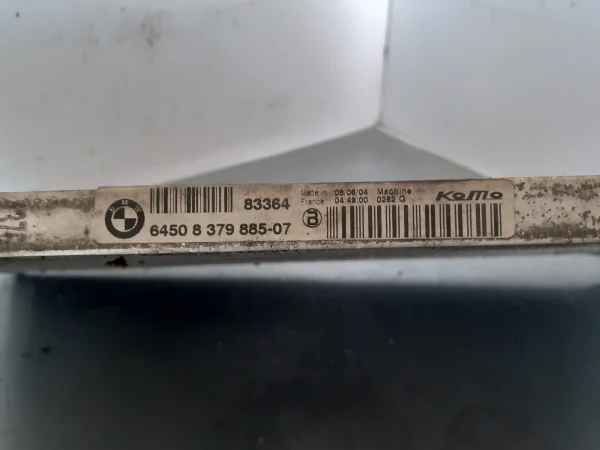 83364
6450 8 379 885-07
Made in 08/06/04 Machine
France 04:49:00 0262 G
KoMo